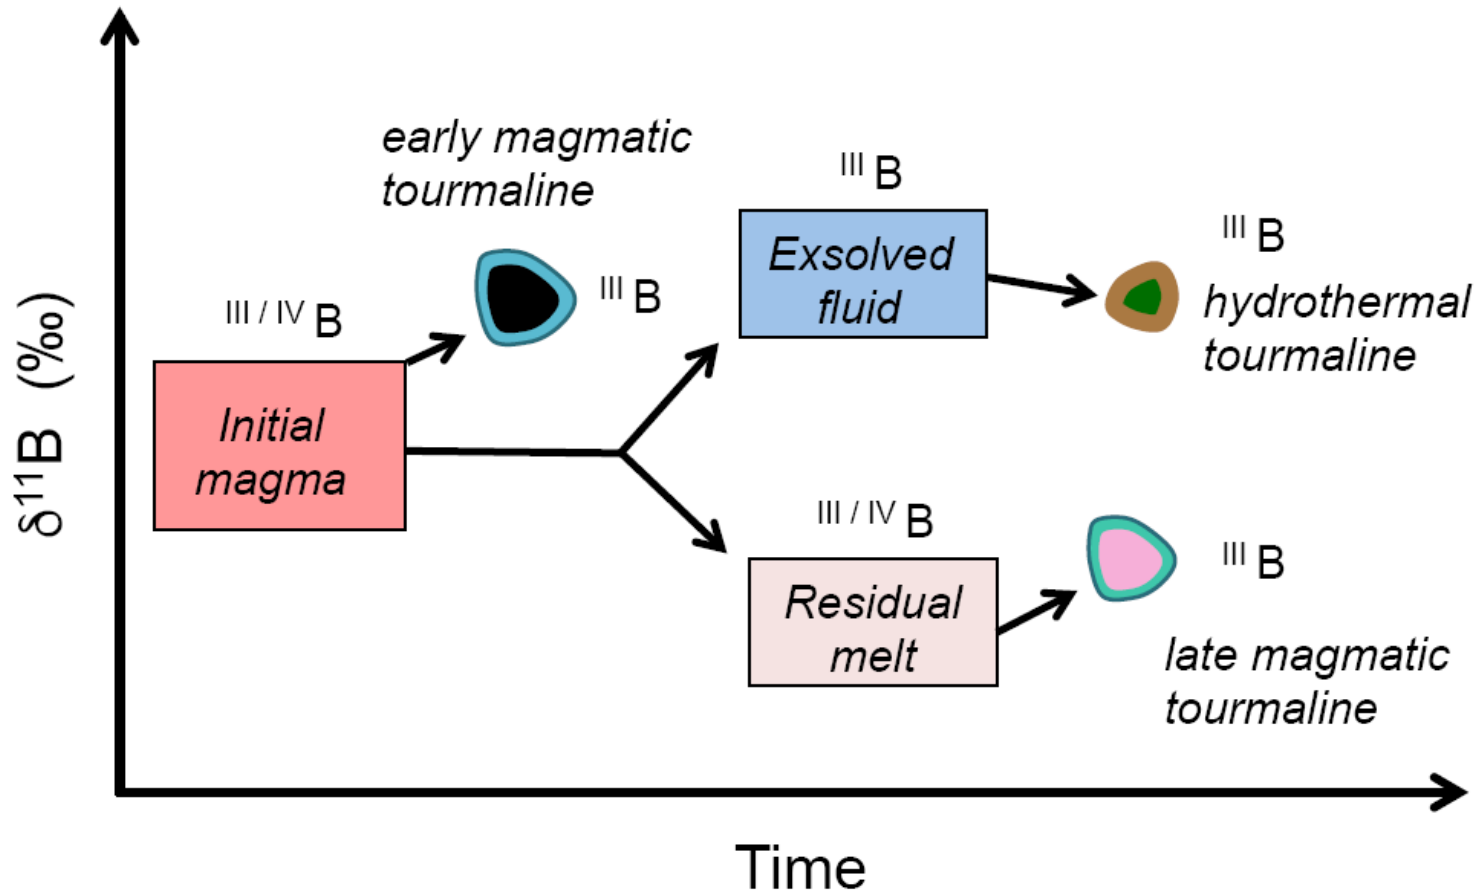 δ¹¹B (‰)
early magmatic
tourmaline
III B
III / IV B
Initial
magma
III B
Exsolved
fluid
III B
hydrothermal
tourmaline
III / IV B
Residual
melt
III B
late magmatic
tourmaline
Time